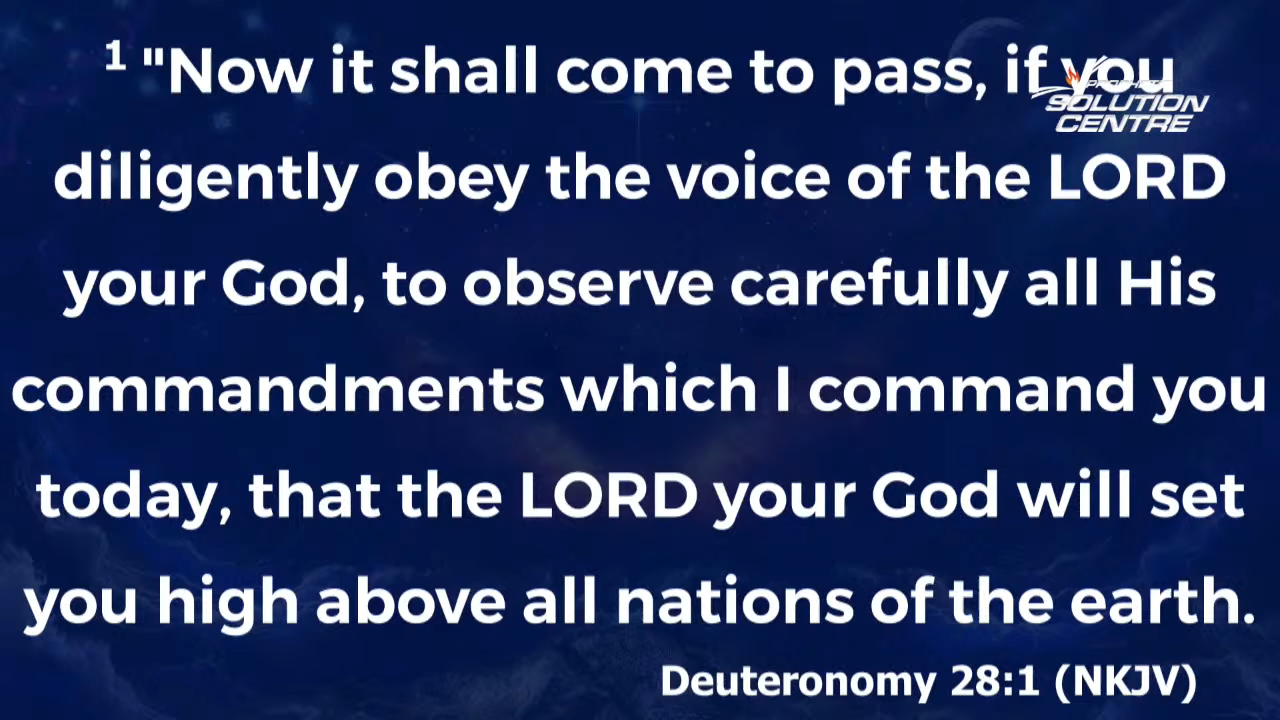 1 "Now it shall come to pass, if you
SOLUTION
CENTRE
diligently obey the voice of the LORD
your God, to observe carefully all His
commandments which I command you
today, that the LORD your God will set
you high above all nations of the earth.
Deuteronomy 28:1 (NKJV)